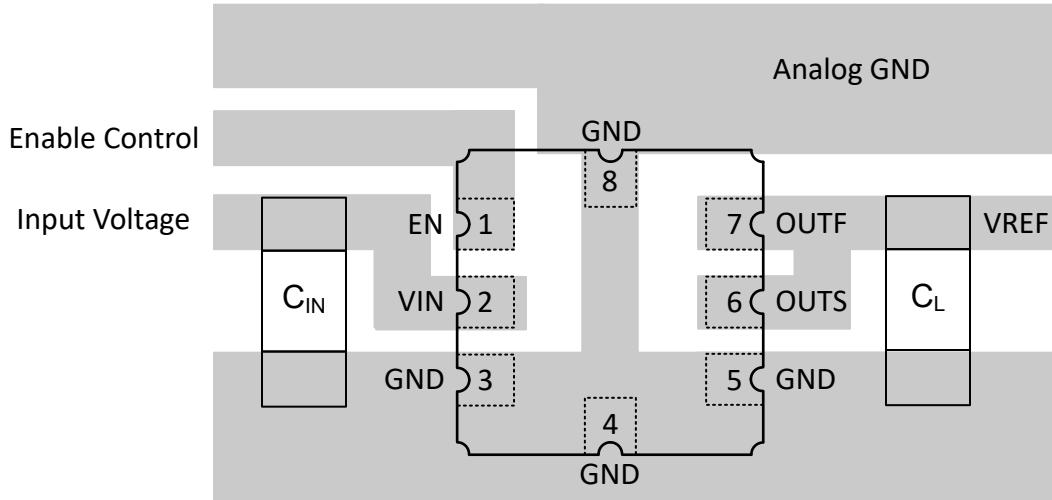 Analog GND
Enable Control
GND
8
Input Voltage
EN 1
7 OUTF
VREF
CIN
VIN 2
6 OUTS
CL
GND 3
5 GND
4
GND